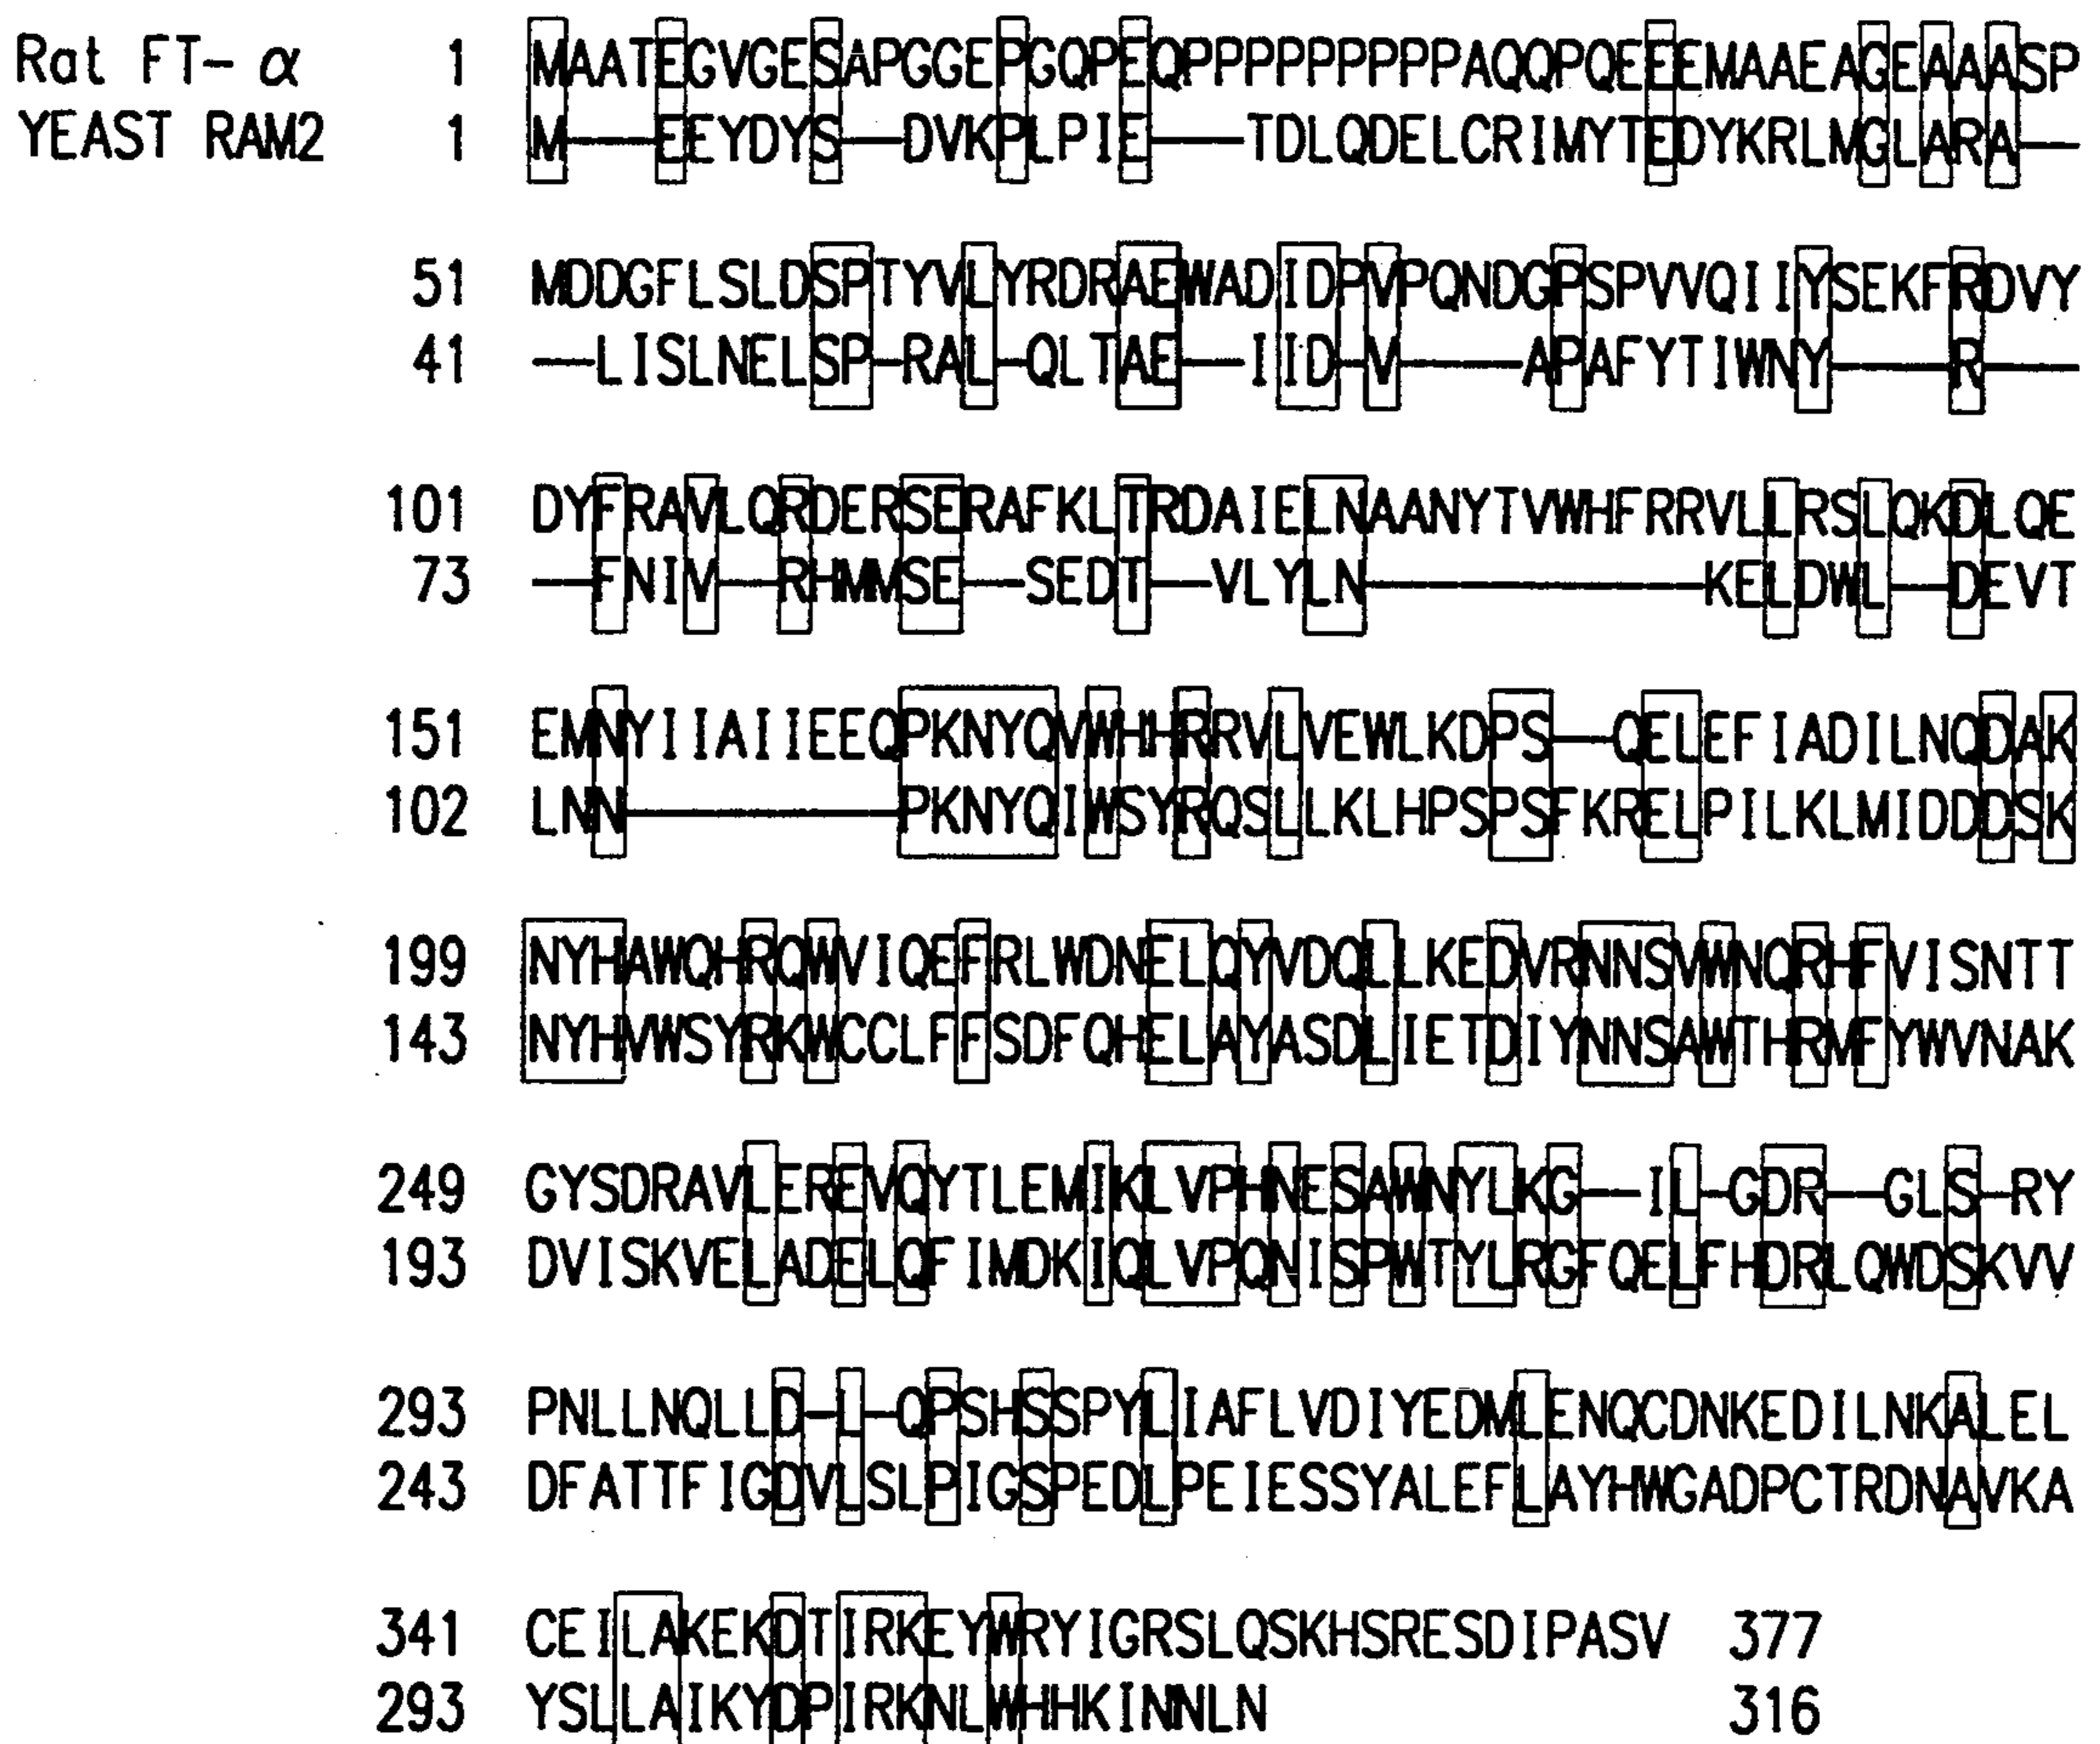 Rat FT-α 1 MAATEGVGESAPGGEPGQPEQPPPPPPPPPAQQPQEEEMAAEAGEAAASP
YEAST RAM2 1 M———EEYDYS——DVKPLPIE———TDLQDELCRIMYTEDYKRLMGLARA——
51 MDDGFLSLDSPTYVLYRDRAEWADIDPVPQNDGPSPVVQIIYSEKFRDVY
41 ——LISLNELSP-RAL-QLTAE——IID-V————APAFYTIWNY————R———
101 DYFRAVLQRDERSERAFKLTRDAIELNAANYTVWHFRRVLLRSLQKDLQE
73 ——FNIV——RHMMSE——SEDT——VLYLN———————————KELDWL——DEVT
151 EMNYIIAIIEEQPKNYQVWHHRRVLVEWLKDPS——QELEFIADILNQDAK
102 LNN—————————PKNYQIWSYRQSLLKLHPSPSFKRELPILKLMIDDDSK
199 NYHAWQHRQWVIQEFRLWDNELQYVDQLLKEDVRNNSVWNQRHFVISNTT
143 NYHVWSYRKWCCLFFSDFQHELAYASDLIETDIYNNSAWTHRMFYWVNAK
249 GYSDRAVLEREVQYTLEMIKLVPHNESAWNYLKG——IL-GDR——GLS-RY
193 DVISKVELADELQFIMDKIQLVPQNISPWTYLRGFQELFHDRLQWDSKVV
293 PNLLNQLLD-L-QPSHSSPYLIAFLVDIYEDMLENQCDNKEDILNKALEL
243 DFATTFIGDVLSLPIGSPEDLPEIESSYALEFLAYHWGADPCTRDNAVKA
341 CEILAKEKDTIRKEYWRYIGRSLQSKHSRESDIPASV 377
293 YSLLAIKYDPIRKNLWHHKINNLN 316